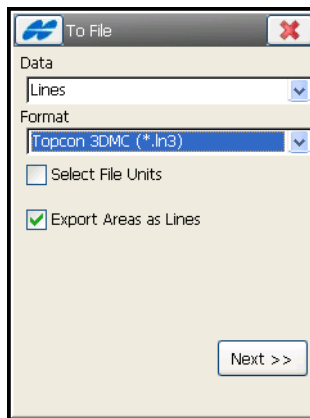 To File
Data
Lines
Format
Topcon 3DMC (*.ln3)
Select File Units
Export Areas as Lines
Next >>